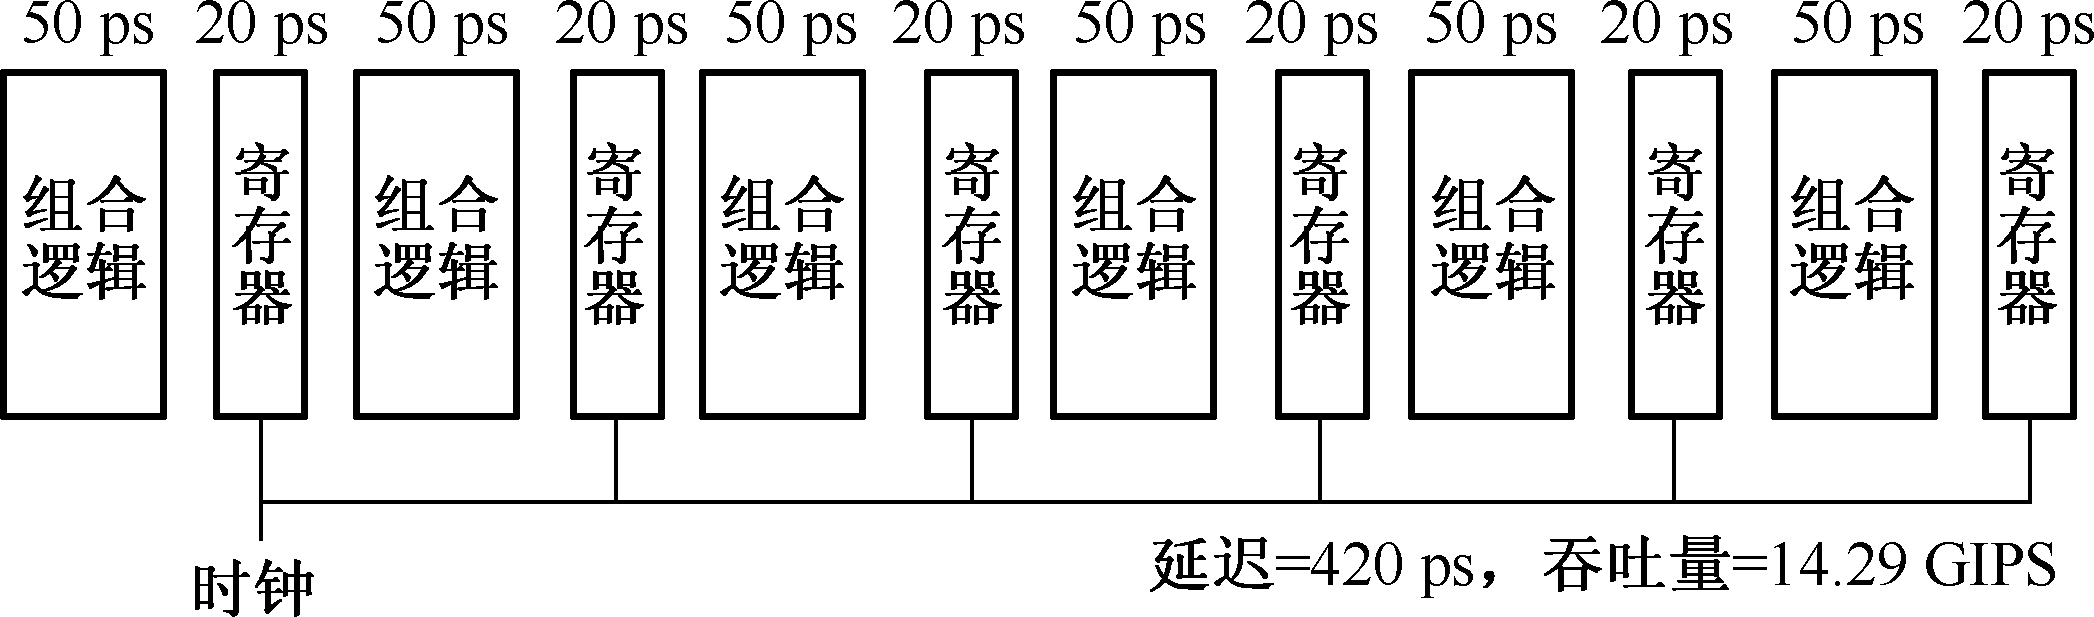 50 ps 20 ps 50 ps 20 ps 50 ps 20 ps 50 ps 20 ps 50 ps 20 ps 50 ps 20 ps
组合逻辑 寄存器 组合逻辑 寄存器 组合逻辑 寄存器 组合逻辑 寄存器 组合逻辑 寄存器 组合逻辑 寄存器
延迟=420 ps，吞吐量=14.29 GIPS
时钟